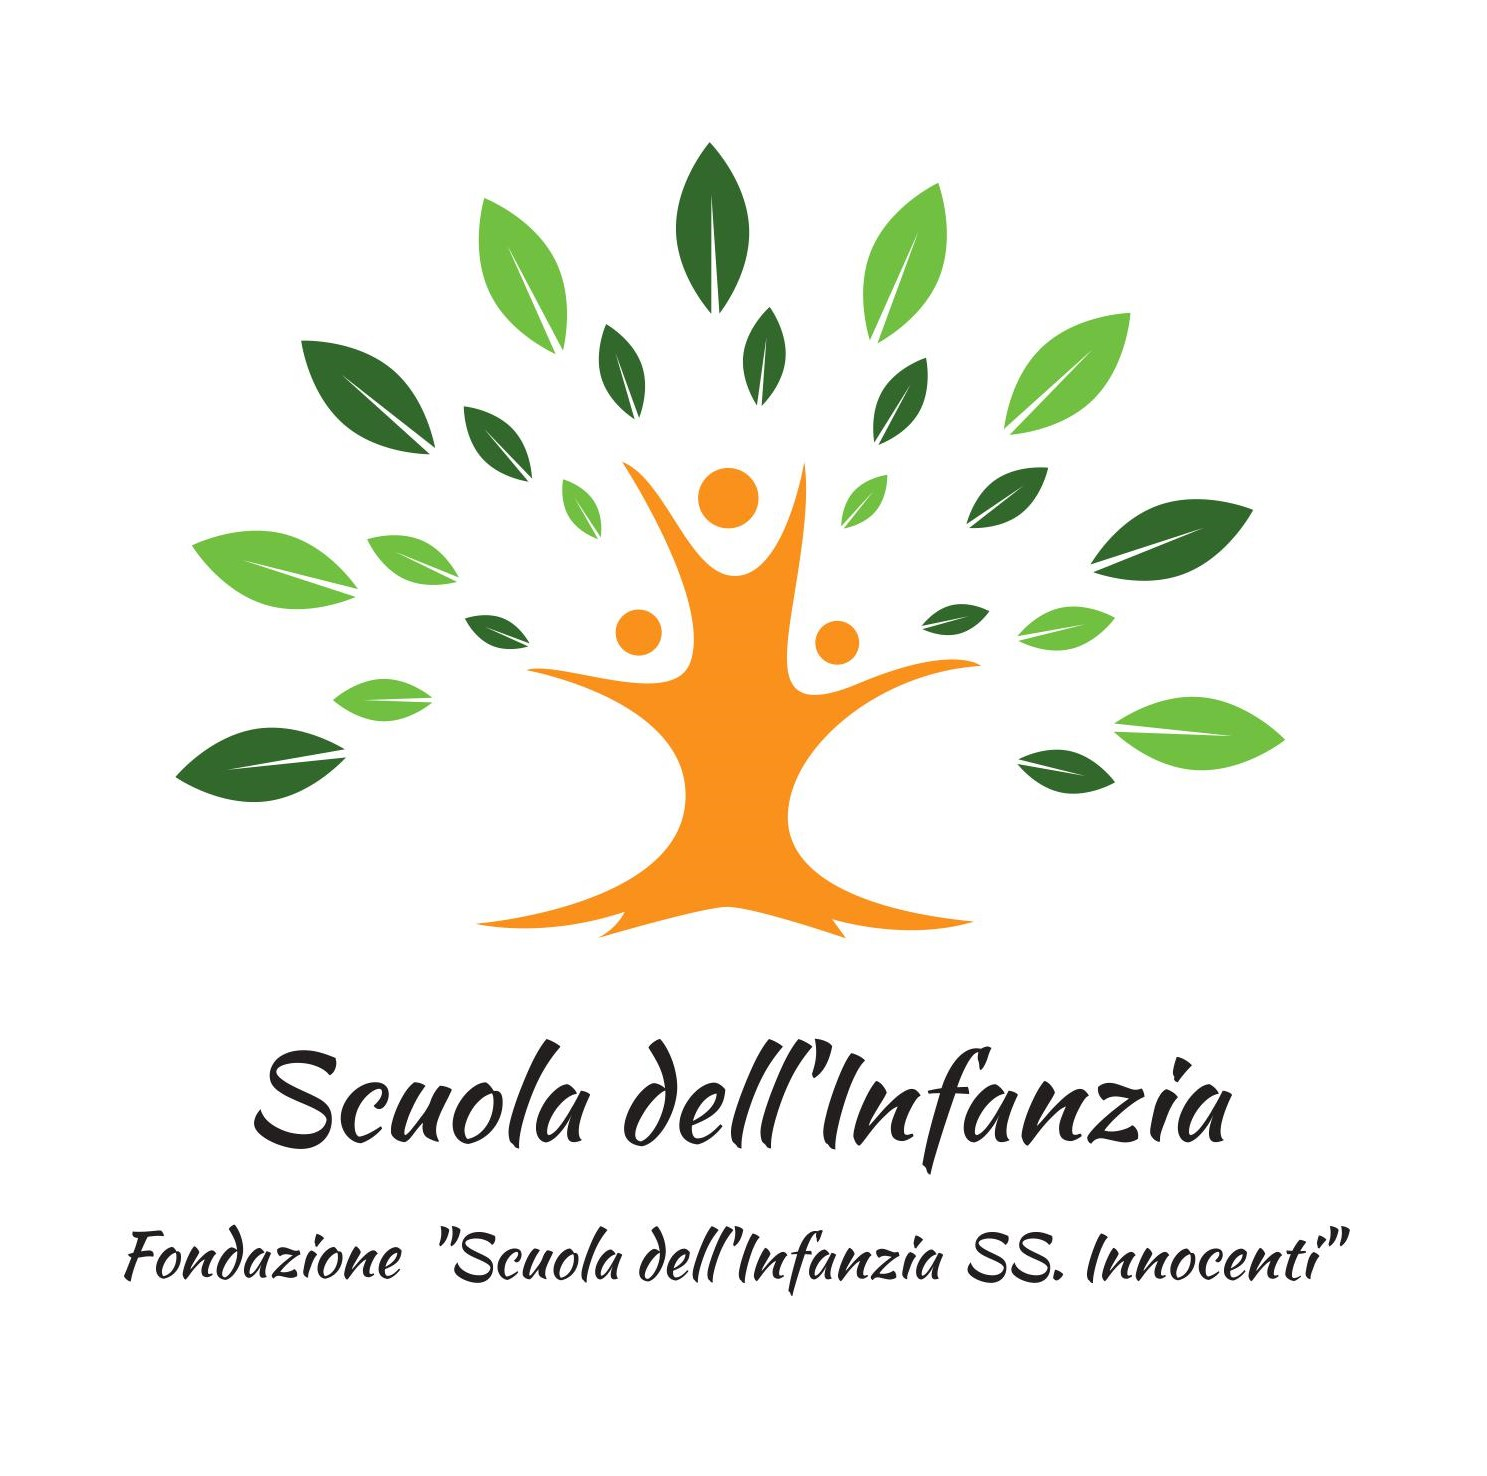 Scuola dell'Infanzia
Fondazione "Scuola dell'Infanzia SS. Innocenti"